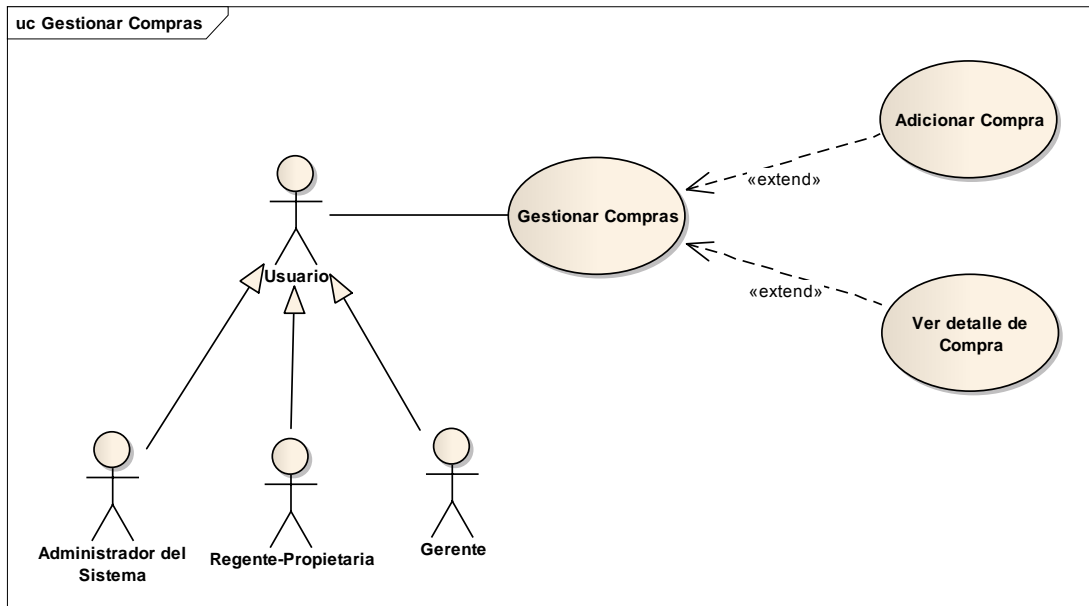 uc Gestionar Compras
Adicionar Compra
«extend»
Gestionar Compras
Usuario
«extend»
Ver detalle de
Compra
Administrador del
Sistema
Regente-Propietaria
Gerente